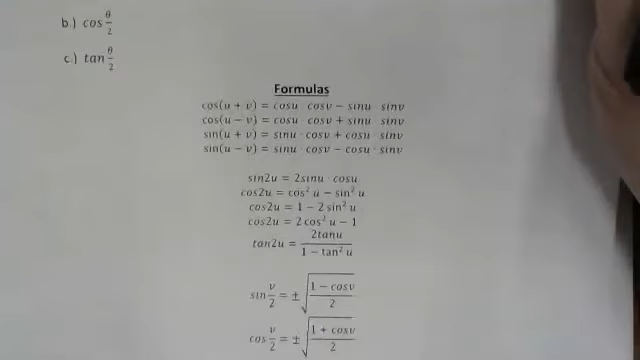 b.) cos θ/2
c.) tan θ/2
Formulas
cos(u + v) = cosu cosv − sinu sinv
cos(u − v) = cosu cosv + sinu sinv
sin(u + v) = sinu · cosv + cosu · sinv
sin(u − v) = sinu cosv − cosu · sinv
sin2u = 2sinu · cosu
cos2u = cos² u − sin² u
cos2u = 1 − 2 sin² u
cos2u = 2 cos² u − 1
tan2u = 2tanu / (1 − tan² u)
sin v/2 = ± √((1 − cosv)/2)
cos v/2 = ± √((1 + cosv)/2)